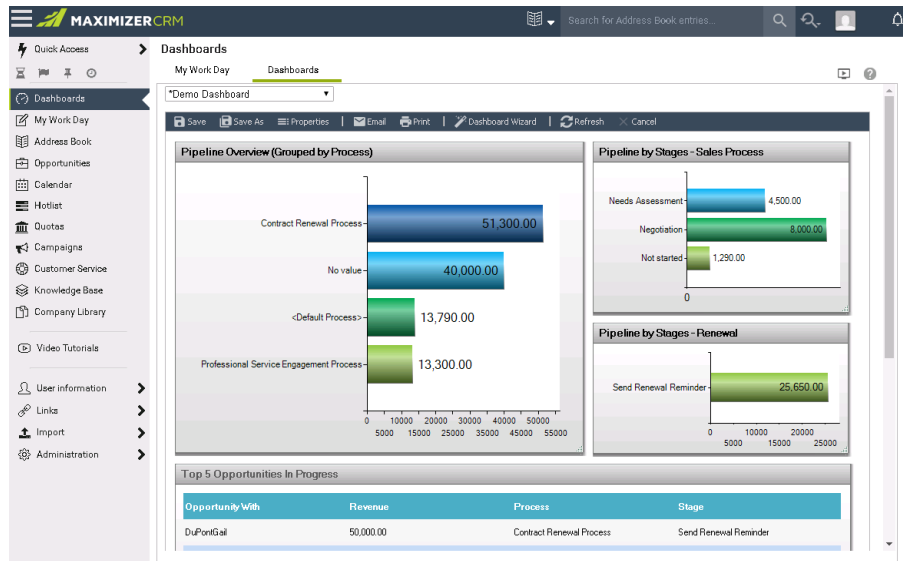 MAXIMIZERCRM
Search for Address Book entries...
Quick Access
Dashboards
My Work Day
Address Book
Opportunities
Calendar
Hotlist
Quotas
Campaigns
Customer Service
Knowledge Base
Company Library
Video Tutorials
User information
Links
Import
Administration
Dashboards
My Work Day Dashboards
*Demo Dashboard
Save Save As Properties | Email Print | Dashboard Wizard | Refresh Cancel
Pipeline Overview (Grouped by Process)
Contract Renewal Process 51,300.00
No value 40,000.00
<Default Process> 13,790.00
Professional Service Engagement Process 13,300.00
0 10000 20000 30000 40000 50000
5000 15000 25000 35000 45000 55000
Pipeline by Stages - Sales Process
Needs Assessment 4,500.00
Negotiation 8,000.00
Not started 1,290.00
0
Pipeline by Stages - Renewal
Send Renewal Reminder 25,650.00
0 10000 20000
5000 15000 25000
Top 5 Opportunities In Progress
Opportunity With Revenue Process Stage
DuPontGail 50,000.00 Contract Renewal Process Send Renewal Reminder